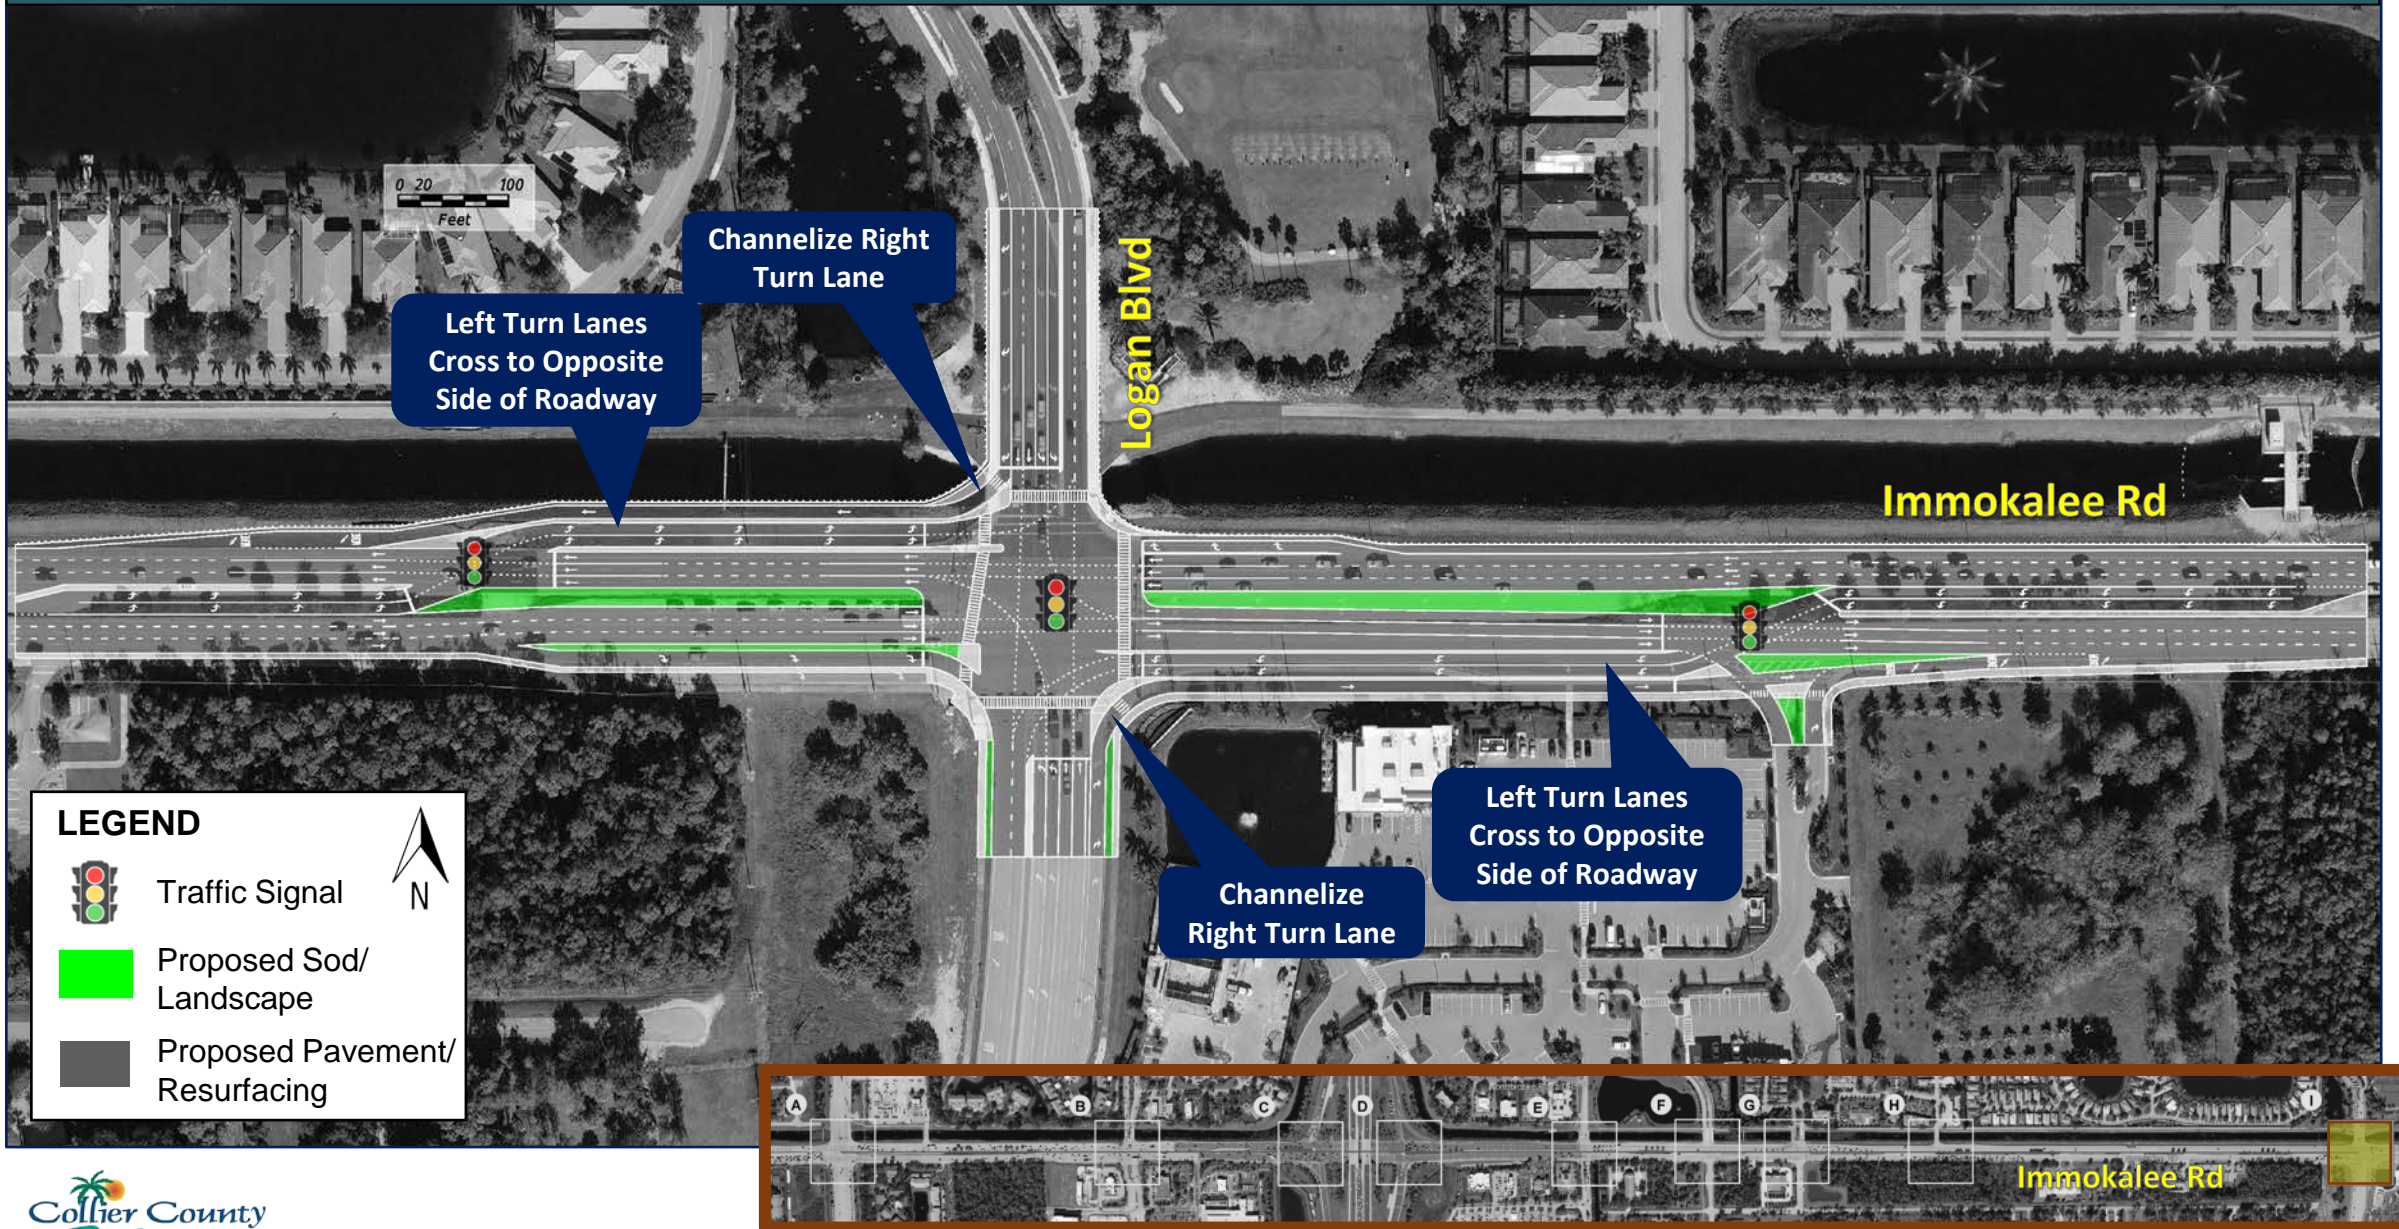 0 20 100
Feet
Channelize Right
Turn Lane
Left Turn Lanes
Cross to Opposite
Side of Roadway
Logan Blvd
Immokalee Rd
LEGEND
N
Traffic Signal
Proposed Sod/
Landscape
Proposed Pavement/
Resurfacing
Left Turn Lanes
Cross to Opposite
Side of Roadway
Channelize
Right Turn Lane
A B C D E F G H I
Immokalee Rd
Collier County